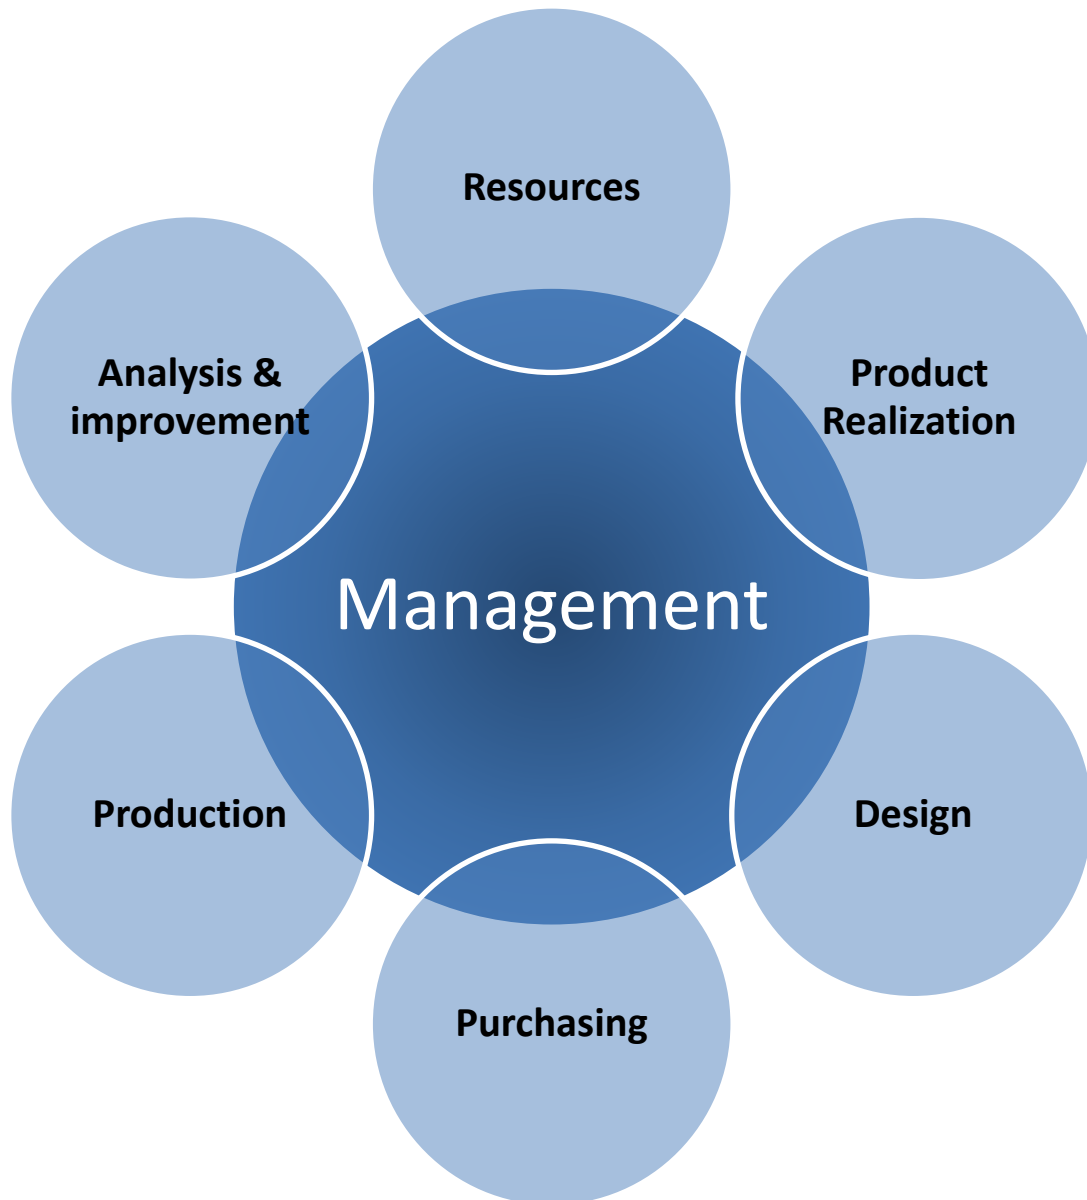 Resources
Analysis &
improvement
Product
Realization
Management
Production
Design
Purchasing